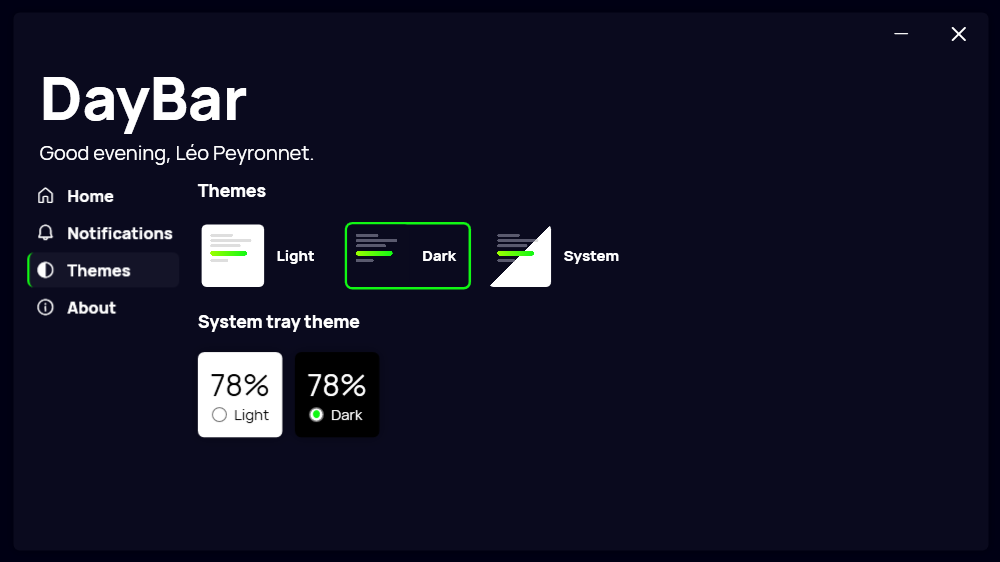 DayBar
Good evening, Léo Peyronnet.
Home
Notifications
Themes
About
Themes
Light
Dark
System
System tray theme
78%
Light
78%
Dark